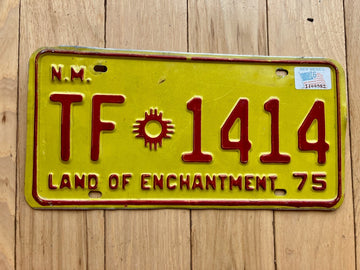 N.M.
TF 1414
LAND OF ENCHANTMENT 75